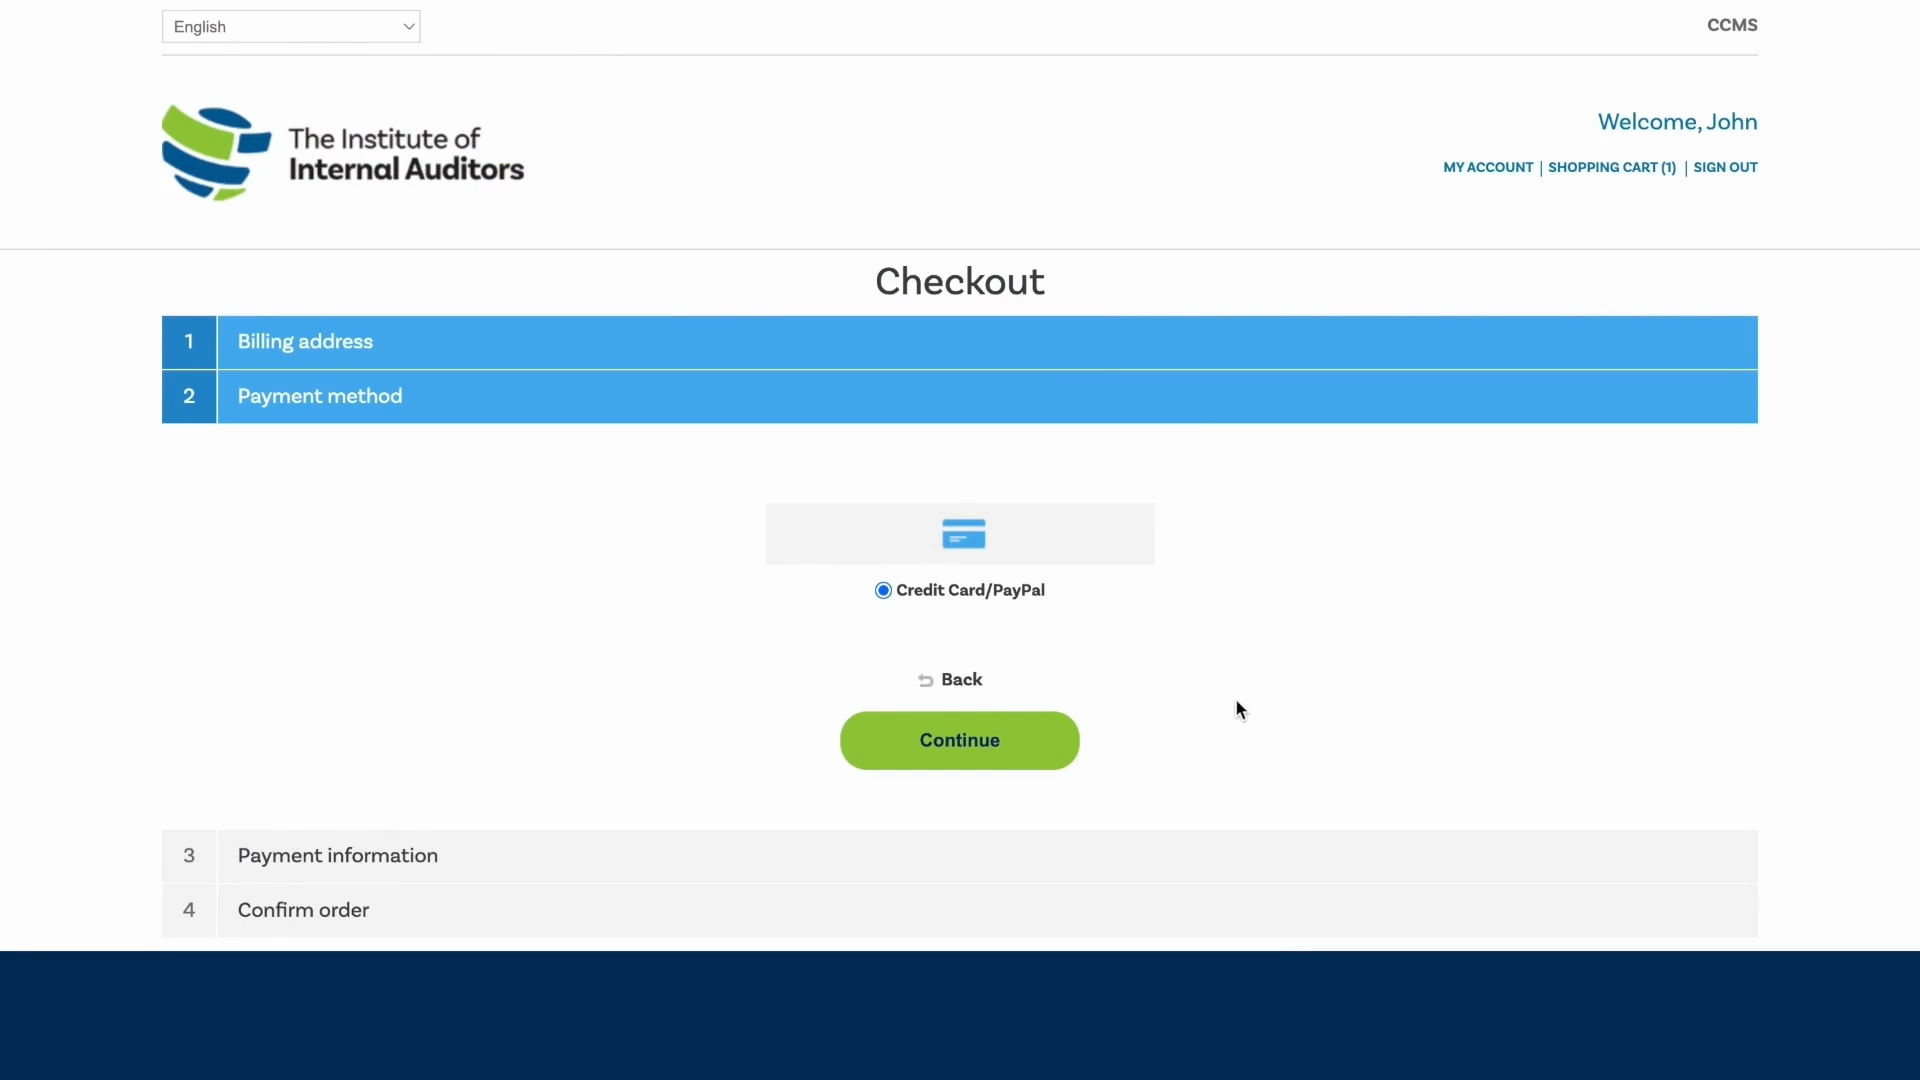 English
CCMS
The Institute of
Internal Auditors
Welcome, John
MY ACCOUNT | SHOPPING CART (1) | SIGN OUT
Checkout
1 Billing address
2 Payment method
Credit Card/PayPal
Back
Continue
3 Payment information
4 Confirm order